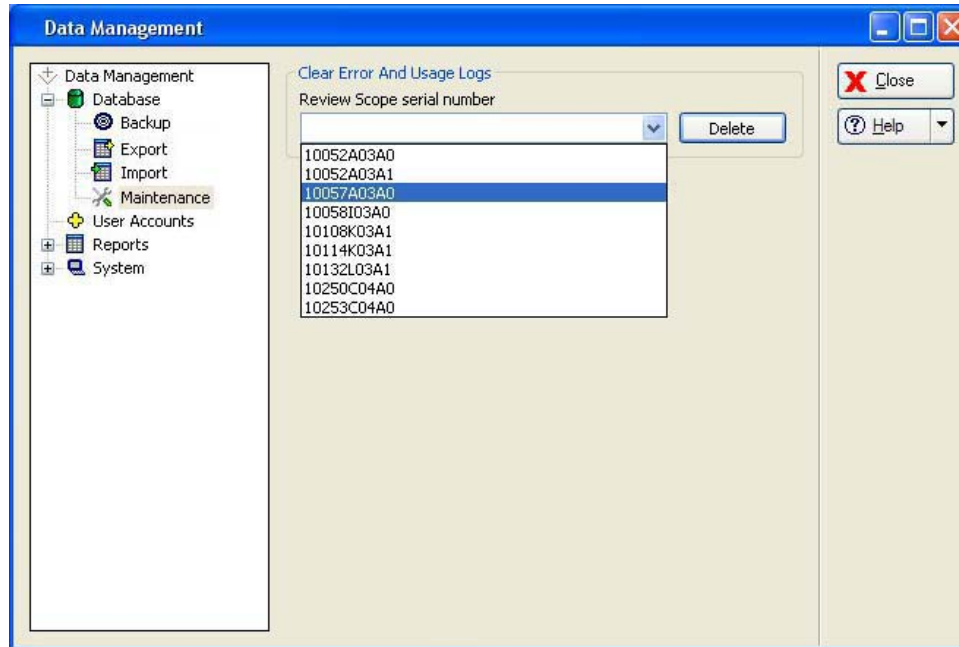 Data Management
Data Management
Database
Backup
Export
Import
Maintenance
User Accounts
Reports
System
Clear Error And Usage Logs
Review Scope serial number
Delete
10052A03A0
10052A03A1
10057A03A0
10058I03A0
10108K03A1
10114K03A1
10132L03A1
10250C04A0
10253C04A0
Close
Help